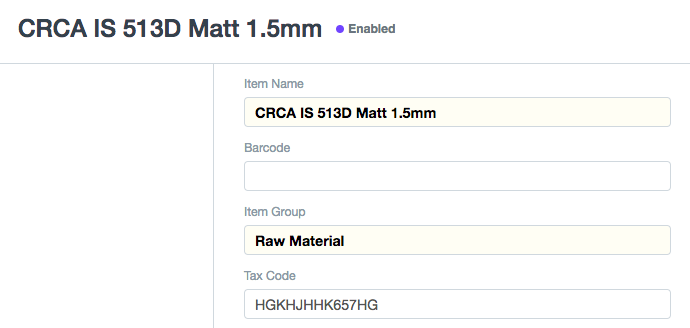 CRCA IS 513D Matt 1.5mm Enabled
Item Name
CRCA IS 513D Matt 1.5mm
Barcode
Item Group
Raw Material
Tax Code
HGKHJHHK657HG